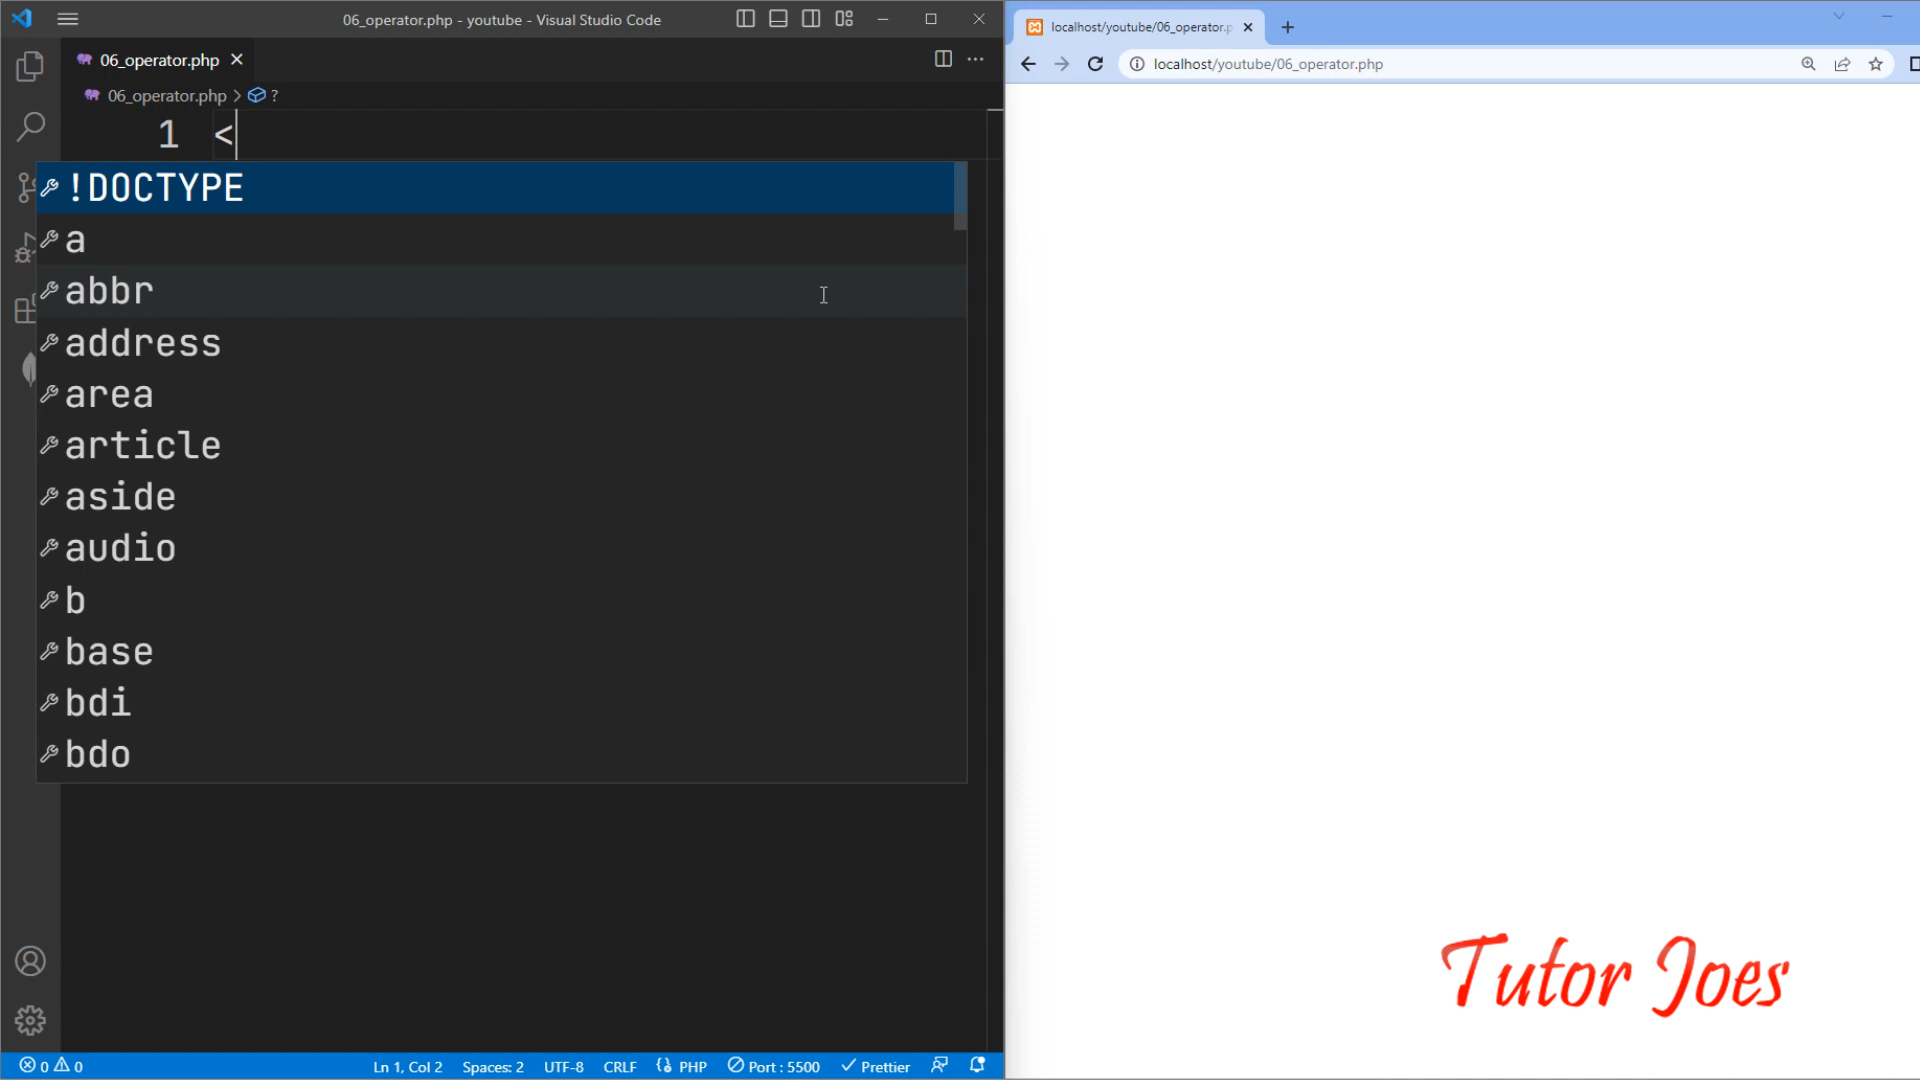 06_operator.php - youtube - Visual Studio Code
06_operator.php
06_operator.php > ?
1 <
!DOCTYPE
a
abbr
address
area
article
aside
audio
b
base
bdi
bdo
0 0
Ln 1, Col 2
Spaces: 2
UTF-8
CRLF
PHP
Port : 5500
Prettier
localhost/youtube/06_operator.p
localhost/youtube/06_operator.php
Tutor Joes